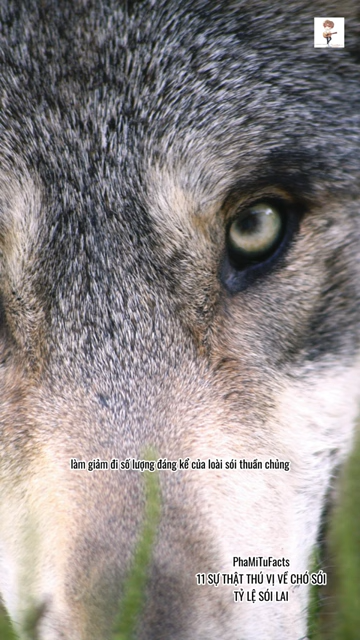 làm giảm đi số lượng đáng kể của loài sói thuần chủng
PhaMiTuFacts
11 SỰ THẬT THÚ VỊ VỀ CHÓ SÓI
TỶ LỆ SÓI LAI